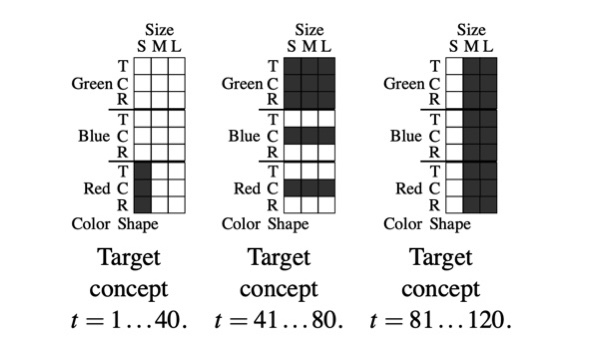 Size
S M L
T
Green C
R
T
Blue C
R
T
Red C
R
Color Shape
Target
concept
t = 1 . . . 40.
Size
S M L
T
Green C
R
T
Blue C
R
T
Red C
R
Color Shape
Target
concept
t = 41 . . . 80.
Size
S M L
T
Green C
R
T
Blue C
R
T
Red C
R
Color Shape
Target
concept
t = 81 . . . 120.